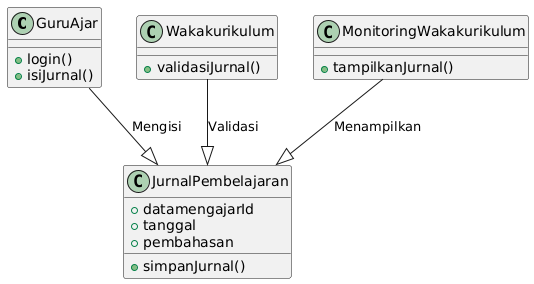 C GuruAjar
login()
isiJurnal()
C Wakakurikulum
validasiJurnal()
C MonitoringWakakurikulum
tampilkanJurnal()
Mengisi
Validasi
Menampilkan
C JurnalPembelajaran
datamengajarId
tanggal
pembahasan
simpanJurnal()